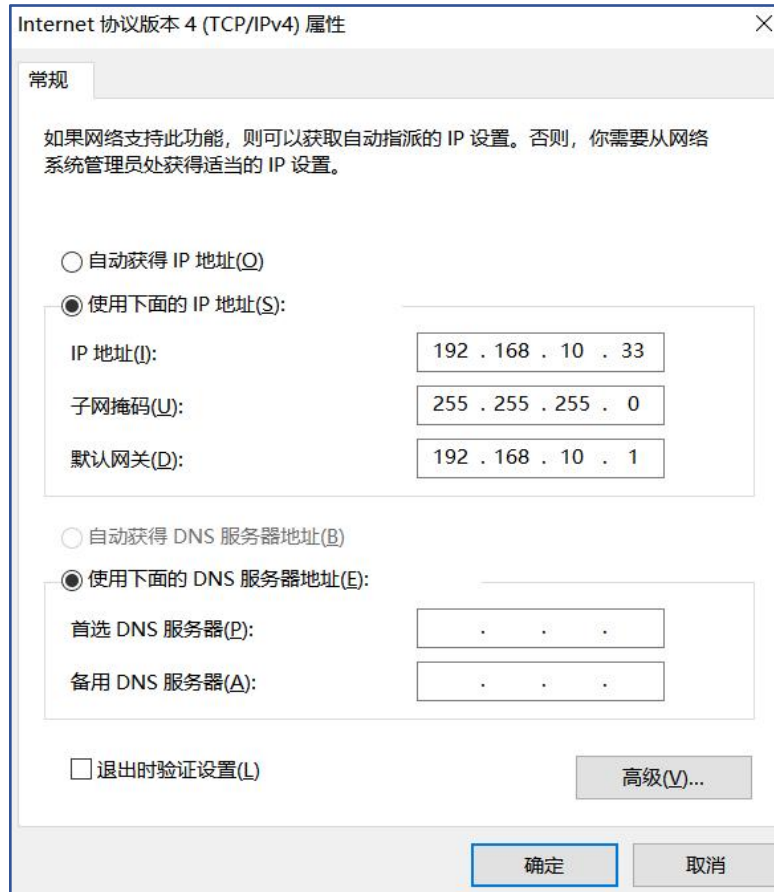 Internet 协议版本 4 (TCP/IPv4) 属性
常规
如果网络支持此功能，则可以获取自动指派的 IP 设置。否则，你需要从网络
系统管理员处获得适当的 IP 设置。
自动获得 IP 地址(O)
使用下面的 IP 地址(S):
IP 地址(I): 192 . 168 . 10 . 33
子网掩码(U): 255 . 255 . 255 . 0
默认网关(D): 192 . 168 . 10 . 1
自动获得 DNS 服务器地址(B)
使用下面的 DNS 服务器地址(E):
首选 DNS 服务器(P): . . .
备用 DNS 服务器(A): . . .
退出时验证设置(L)
高级(V)...
确定 取消